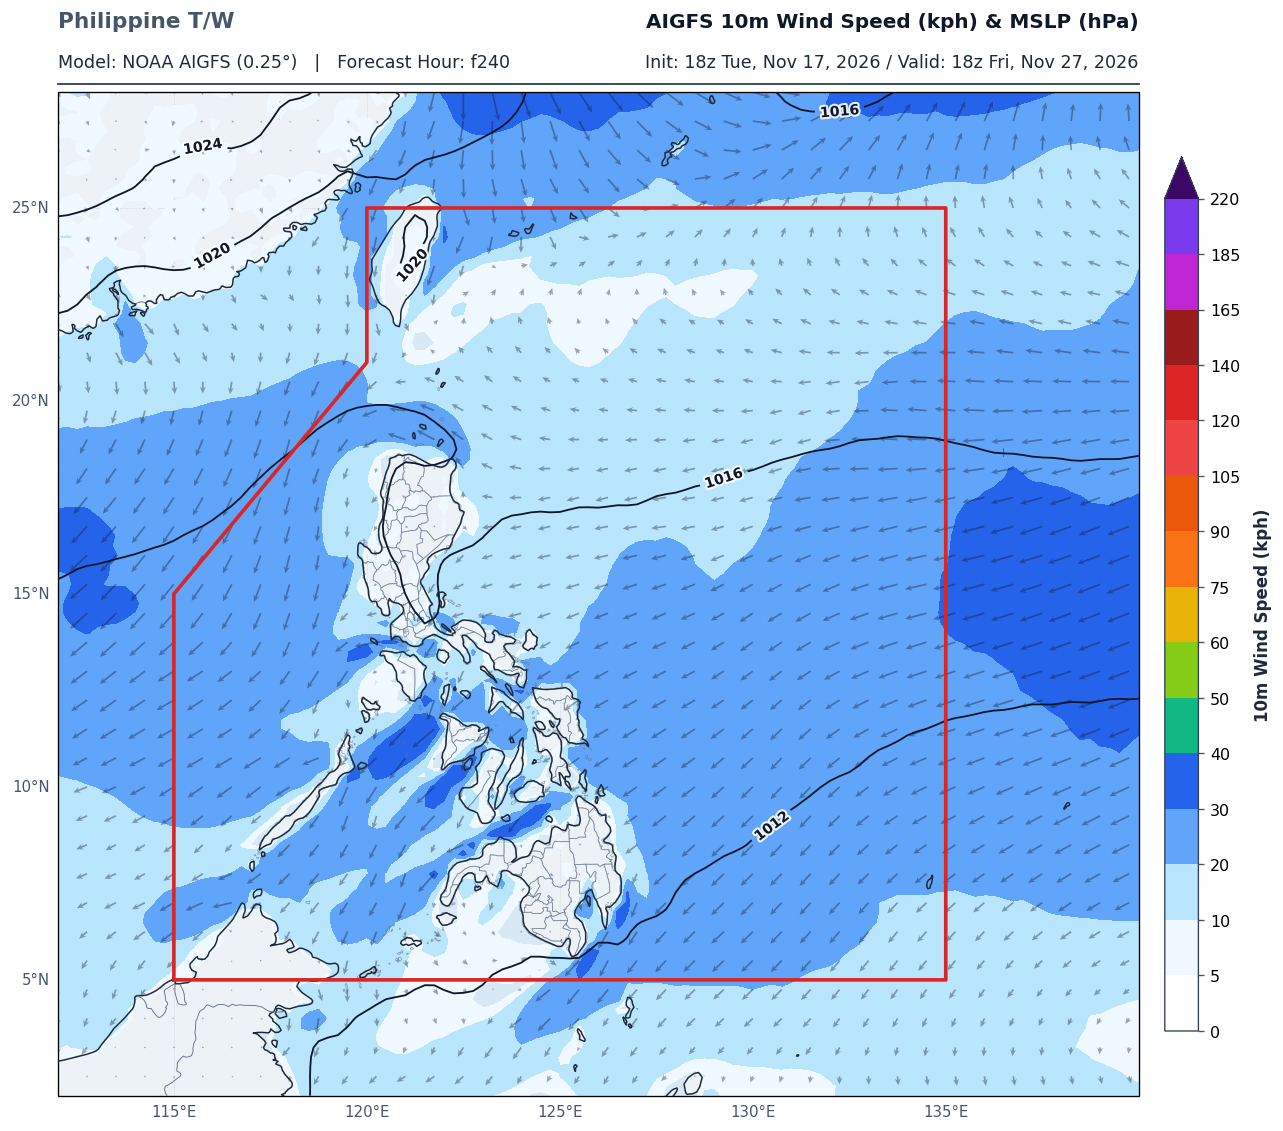 Philippine T/W
AIGFS 10m Wind Speed (kph) & MSLP (hPa)
Model: NOAA AIGFS (0.25°)   |   Forecast Hour: f240
Init: 18z Tue, Nov 17, 2026 / Valid: 18z Fri, Nov 27, 2026
1016
1024
1020
1020
1016
1012
25°N
20°N
15°N
10°N
5°N
115°E
120°E
125°E
130°E
135°E
220
185
165
140
120
105
90
75
60
50
40
30
20
10
5
0
10m Wind Speed (kph)